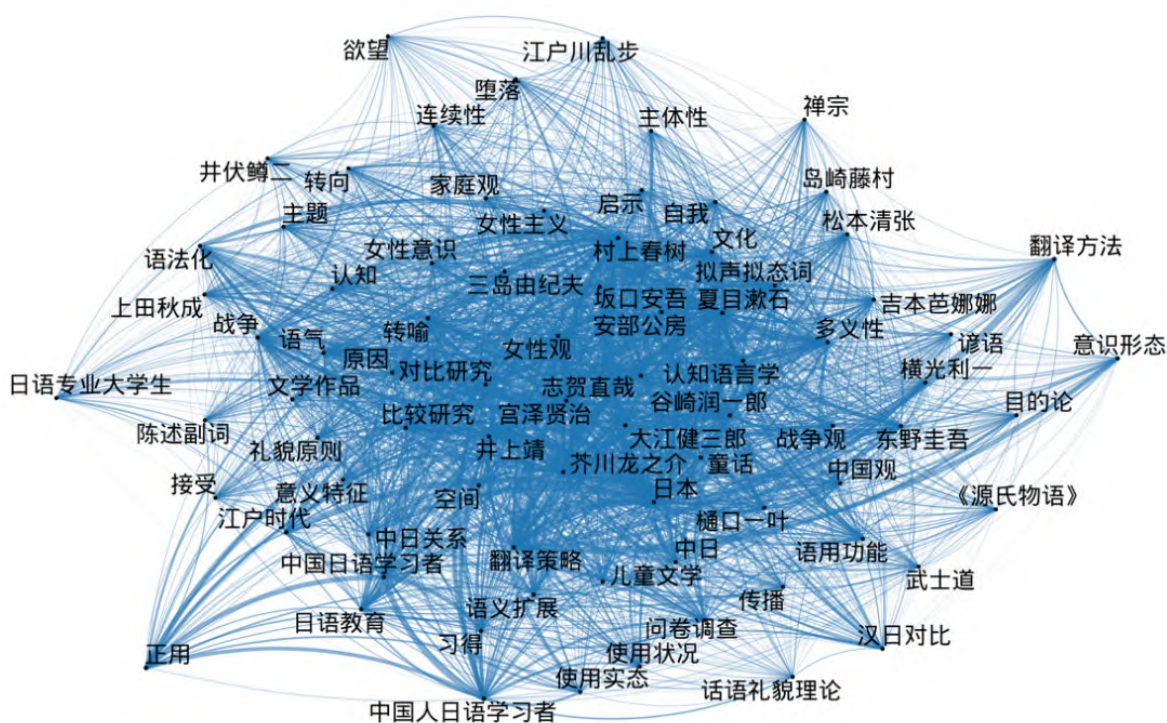 欲望
江户川乱步
堕落
连续性
主体性
禅宗
井伏鳟二
转向
家庭观
启示
自我
岛崎藤村
主题
女性主义
松本清张
语法化
女性意识
村上春树
文化
翻译方法
上田秋成
认知
三岛由纪夫
拟声拟态词
坂口安吾
夏目漱石
吉本芭娜娜
战争
语气
转喻
安部公房
多义性
谚语
意识形态
原因
对比研究
女性观
认知语言学
横光利一
日语专业大学生
文学作品
志贺直哉
谷崎润一郎
目的论
陈述副词
比较研究
宫泽贤治
大江健三郎
战争观
东野圭吾
礼貌原则
井上靖
芥川龙之介
童话
中国观
接受
意义特征
空间
日本
《源氏物语》
江户时代
樋口一叶
中日关系
中日
语用功能
中国日语学习者
翻译策略
儿童文学
武士道
日语教育
语义扩展
传播
正用
习得
问卷调查
汉日对比
使用状况
使用实态
话语礼貌理论
中国人日语学习者